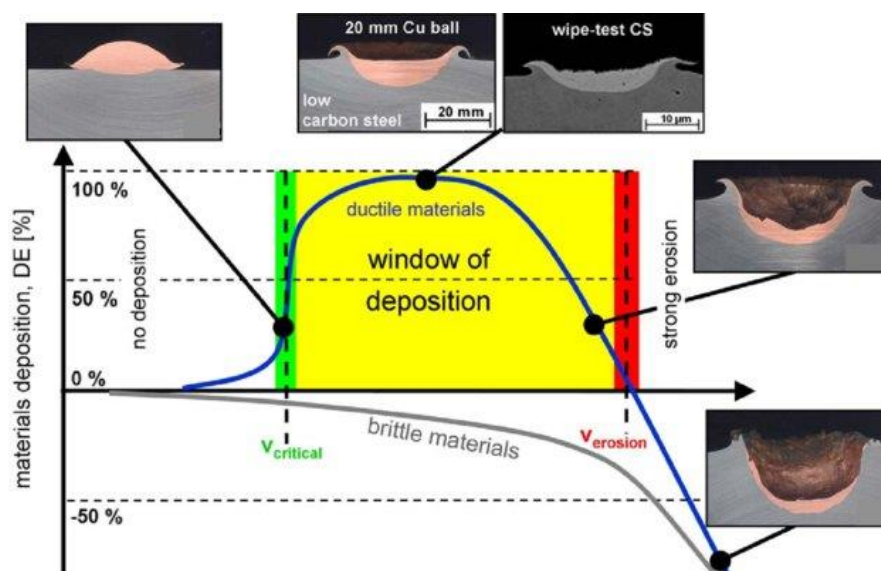 20 mm Cu ball
wipe-test CS
low
carbon steel
20 mm
10 µm
materials deposition, DE [%]
100 %
50 %
0 %
-50 %
no deposition
ductile materials
window of
deposition
strong erosion
Vcritical
brittle materials
Verosion